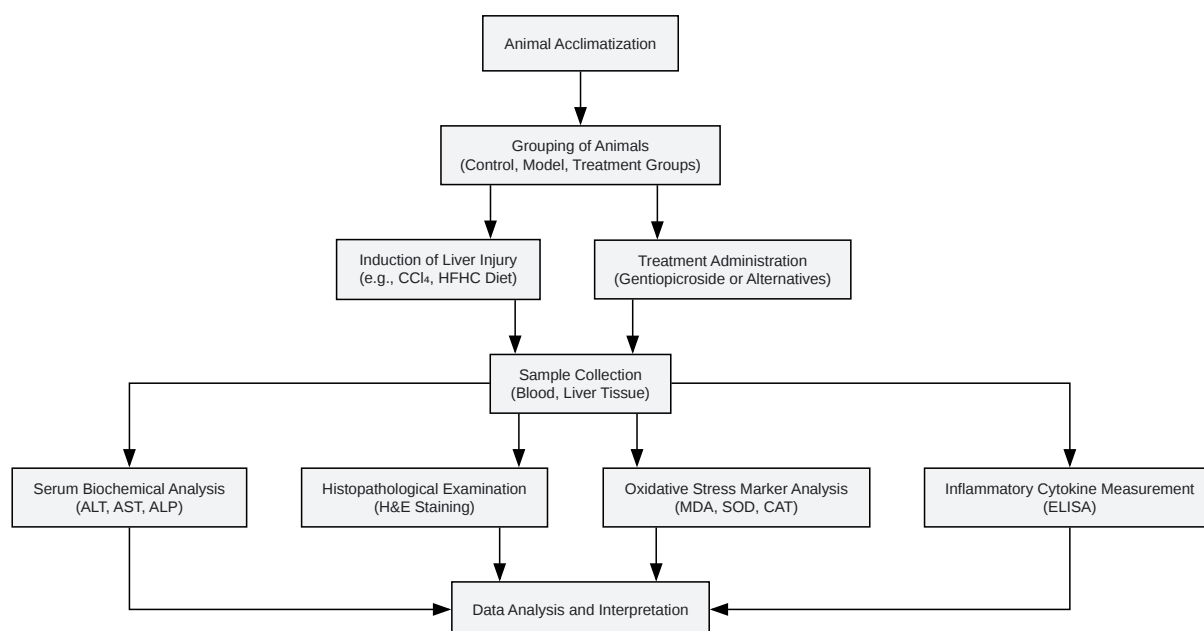 Animal Acclimatization
Grouping of Animals
(Control, Model, Treatment Groups)
Induction of Liver Injury
(e.g., CCl₄, HFHC Diet)
Treatment Administration
(Gentiopicroside or Alternatives)
Sample Collection
(Blood, Liver Tissue)
Serum Biochemical Analysis
(ALT, AST, ALP)
Histopathological Examination
(H&E Staining)
Oxidative Stress Marker Analysis
(MDA, SOD, CAT)
Inflammatory Cytokine Measurement
(ELISA)
Data Analysis and Interpretation